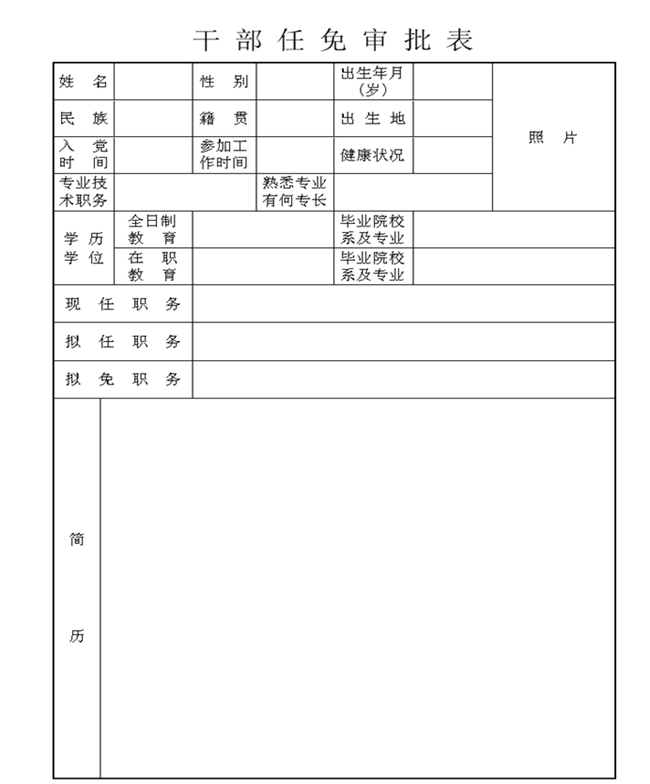 干部任免审批表
姓名
性别
出生年月
（岁）
照片
民族
籍贯
出生地
入党
时间
参加工
作时间
健康状况
专业技
术职务
熟悉专业
有何专长
学历
学位
全日制
教育
毕业院校
系及专业
在职
教育
毕业院校
系及专业
现任职务
拟任职务
拟免职务
简
历